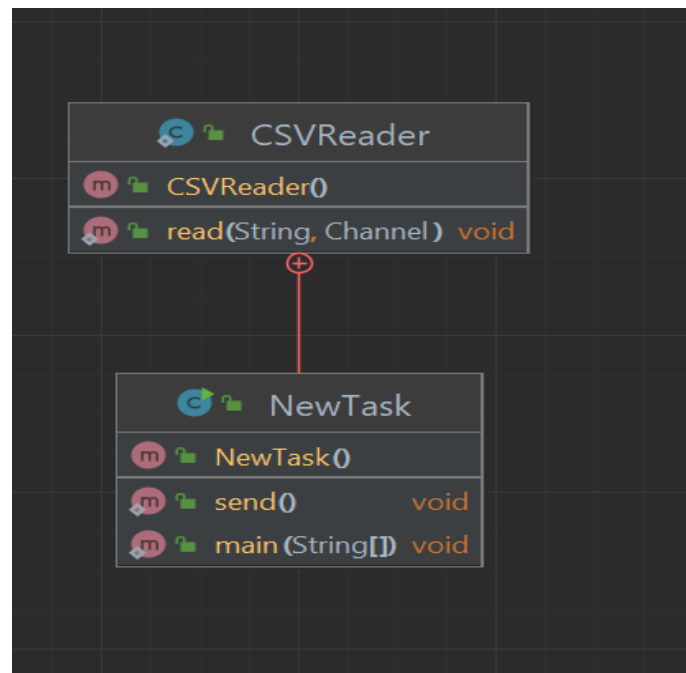 CSVReader
m CSVReader()
m read(String, Channel) void
NewTask
m NewTask()
m send() void
m main(String[]) void